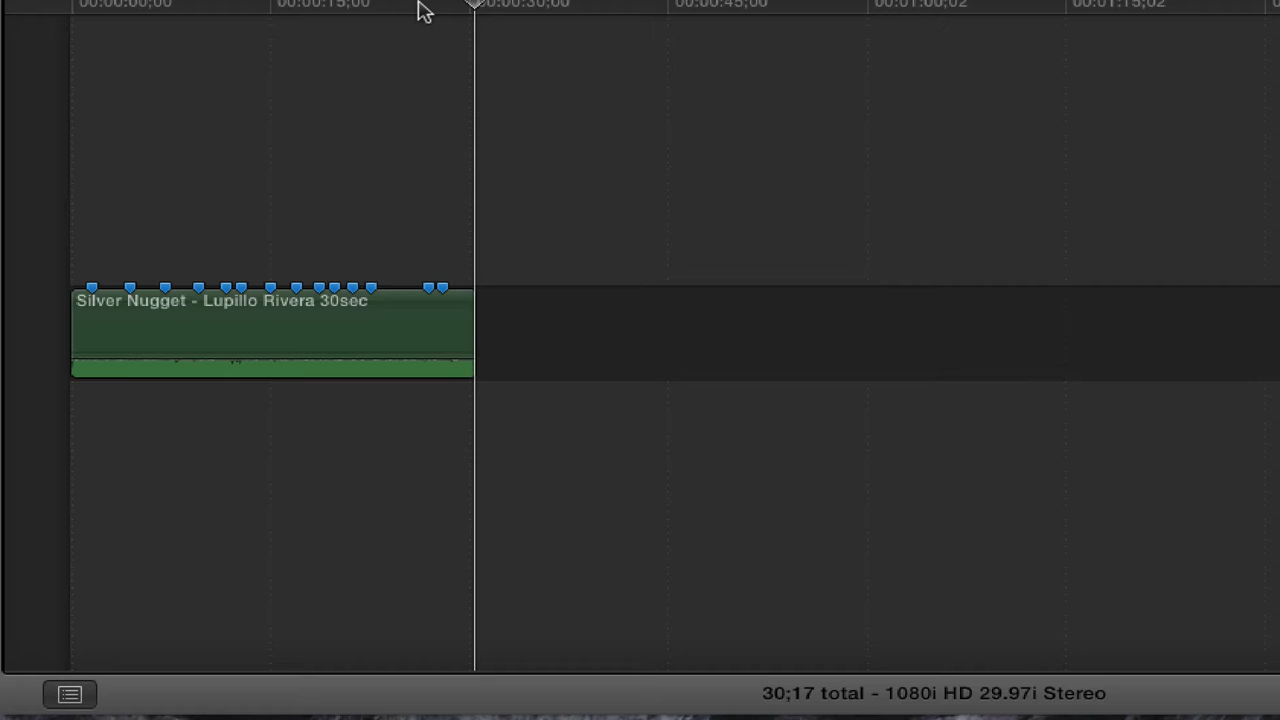 00:00:00;00 00:00:15;00 00:00:30;00 00:00:45;00 00:01:00;02 00:01:15;02
Silver Nugget - Lupillo Rivera 30sec
30;17 total - 1080i HD 29.97i Stereo